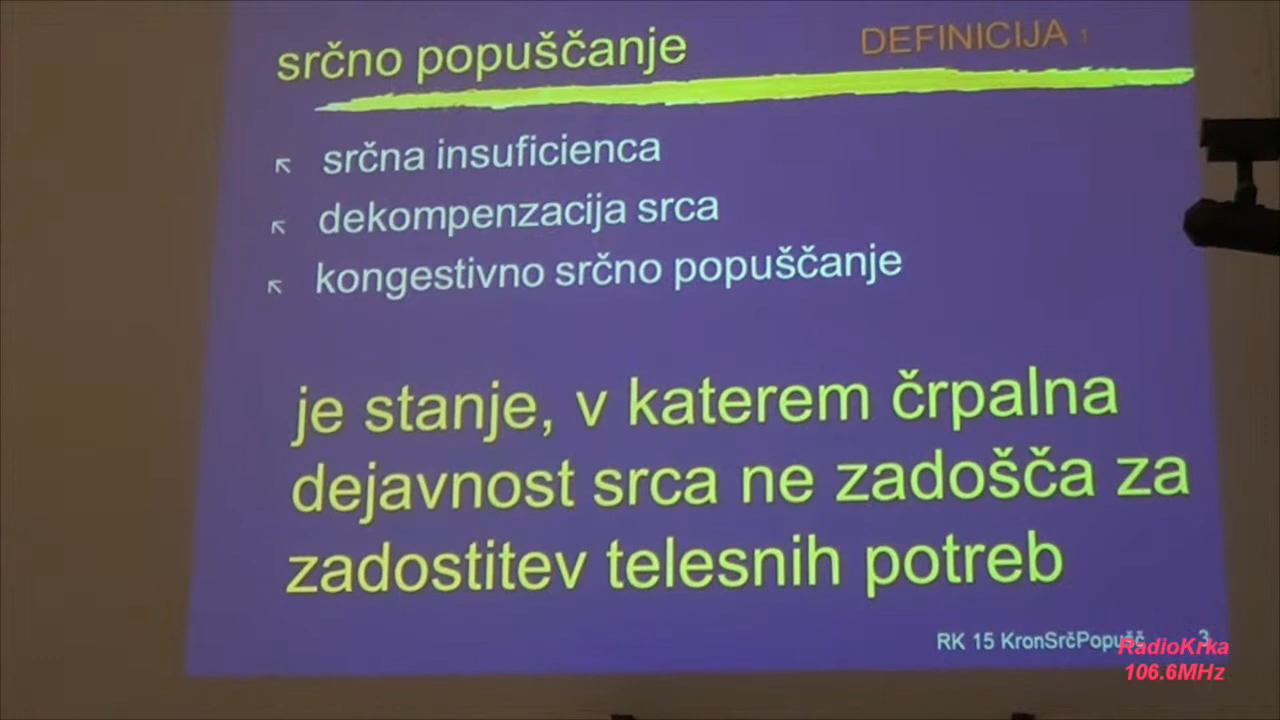 srčno popuščanje
DEFINICIJA 1
srčna insuficienca
dekompenzacija srca
kongestivno srčno popuščanje
je stanje, v katerem črpalna
dejavnost srca ne zadošča za
zadostitev telesnih potreb
RK 15 KronSrčPopušč 3
RadioKrka
106.6MHz